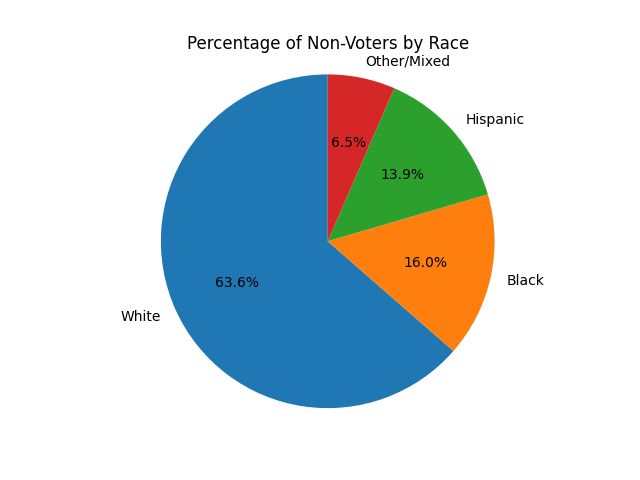 Percentage of Non-Voters by Race
Other/Mixed
Hispanic
6.5%
13.9%
16.0%
Black
63.6%
White